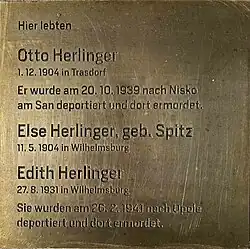 Hier lebten
Otto Herlinger
1. 12. 1904 in Trasdorf
Er wurde am 20. 10. 1939 nach Nisko
am San deportiert und dort ermordet.
Else Herlinger, geb. Spitz
11. 5. 1904 in Wilhelmsburg
Edith Herlinger
27. 8. 1931 in Wilhelmsburg
Sie wurden am 26. 2. 1941 nach Opole
deportiert und dort ermordet.